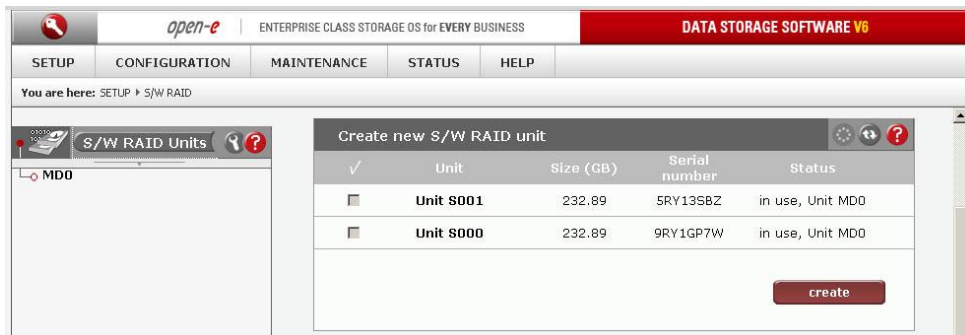 open-e ENTERPRISE CLASS STORAGE OS for EVERY BUSINESS DATA STORAGE SOFTWARE V6
SETUP CONFIGURATION MAINTENANCE STATUS HELP
You are here: SETUP S/W RAID
S/W RAID Units
MD0
Create new S/W RAID unit
Unit Size (GB) Serial number Status
Unit S001 232.89 5RY13SBZ in use, Unit MD0
Unit S000 232.89 9RY1GP7W in use, Unit MD0
create